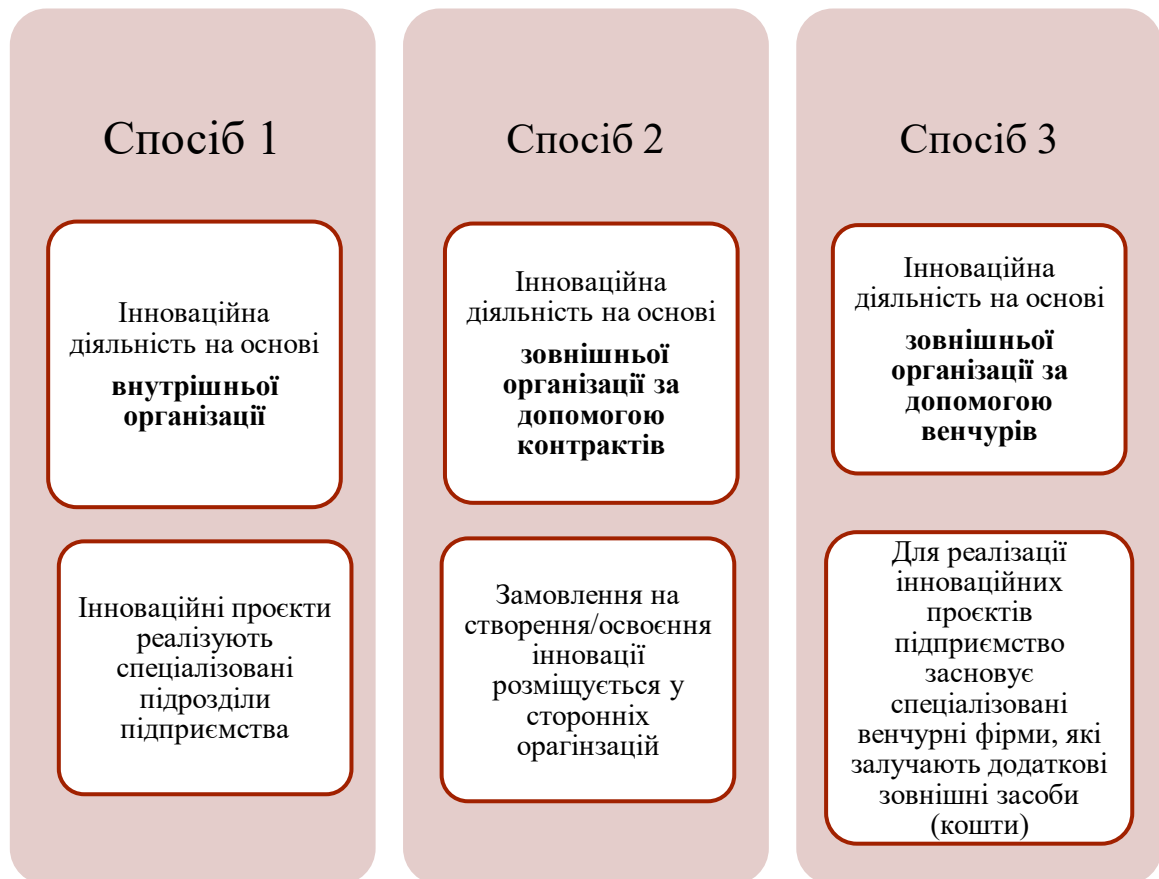 Спосіб 1
Інноваційна
діяльність на основі
внутрішньої
організації
Інноваційні проєкти
реалізують
спеціалізовані
підрозділи
підприємства
Спосіб 2
Інноваційна
діяльність на основі
зовнішньої
організації за
допомогою
контрактів
Замовлення на
створення/освоєння
інновації
розміщується у
сторонніх
орагінзацій
Спосіб 3
Інноваційна
діяльність на основі
зовнішньої
організації за
допомогою
венчурів
Для реалізації
інноваційних
проєктів
підприємство
засновує
спеціалізовані
венчурні фірми, які
залучають додаткові
зовнішні засоби
(кошти)